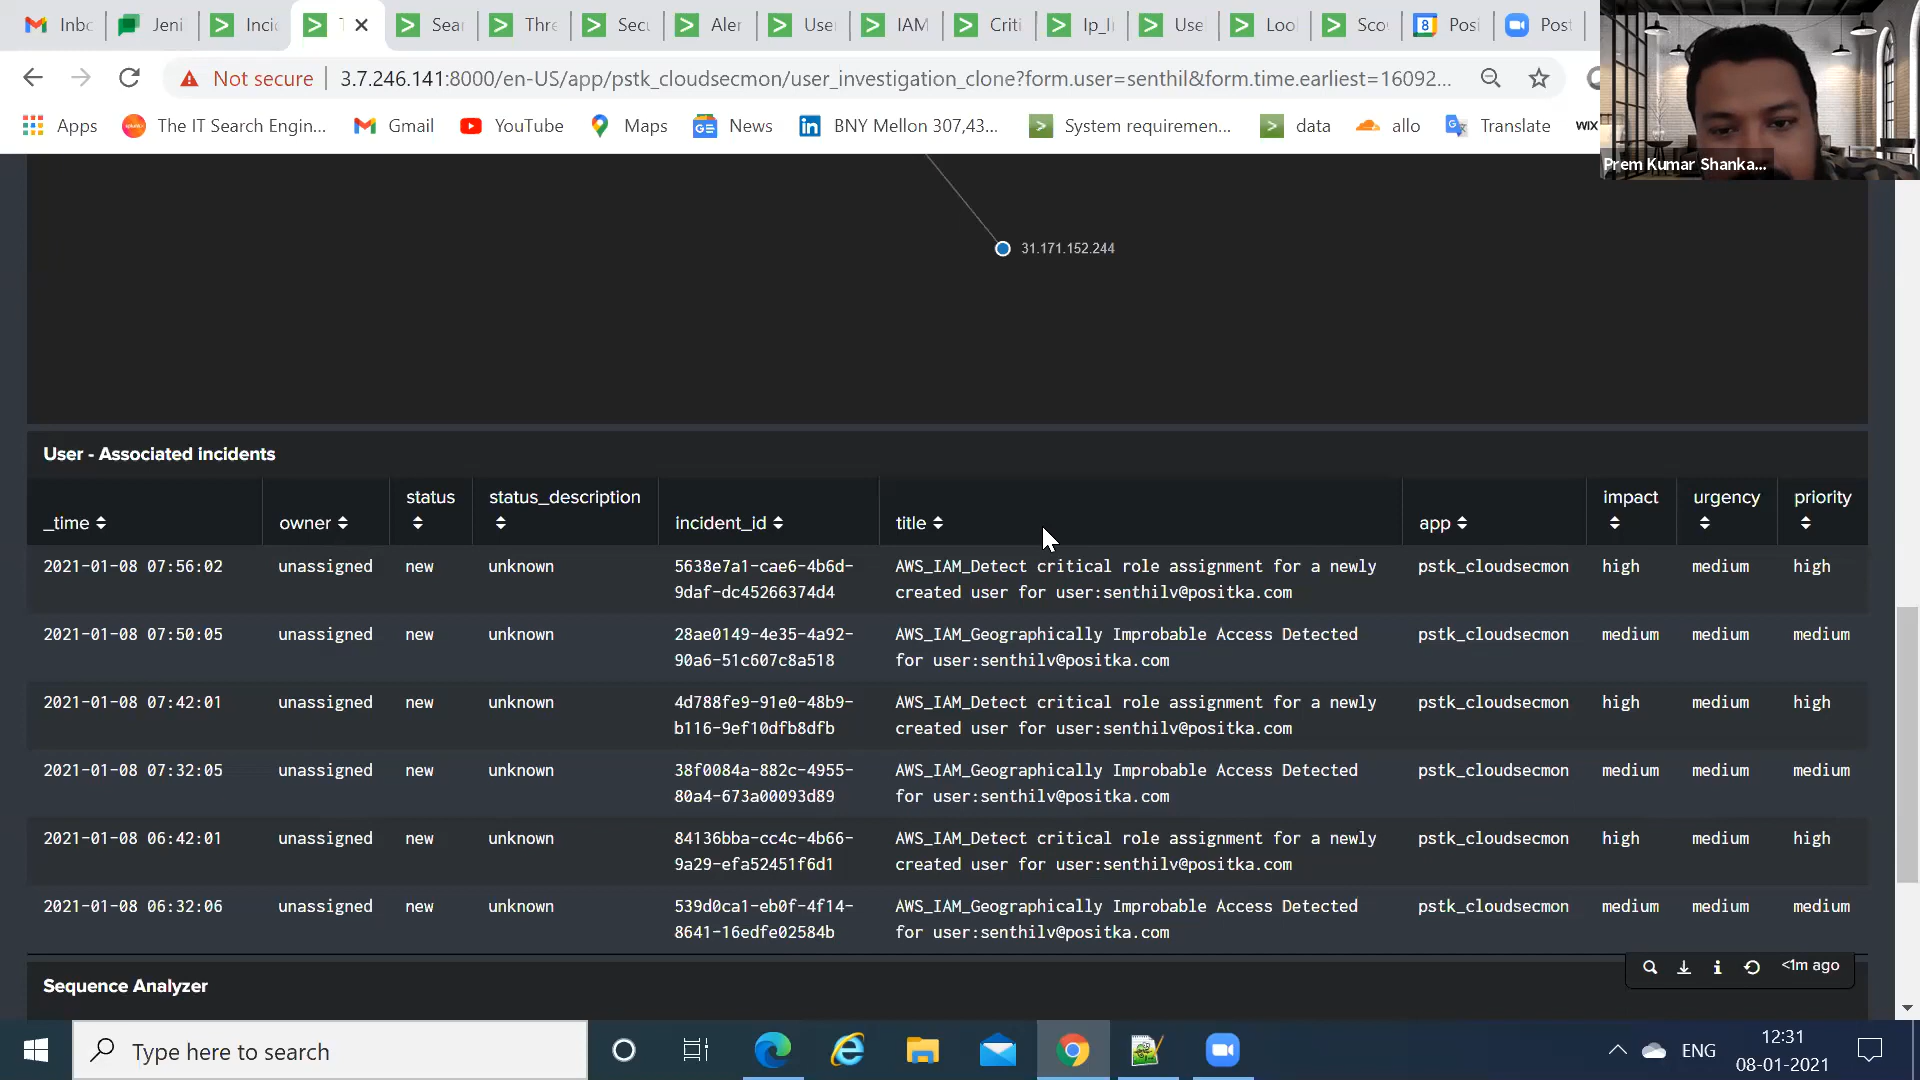 Inbc
Jeni
Inci
T
Sear
Thre
Secu
Aler
User
IAM
Criti
Ip_I
Use
Loo
Sco
8
Posi
Post
Not secure
3.7.246.141:8000/en-US/app/pstk_cloudsecmon/user_investigation_clone?form.user=senthil&form.time.earliest=16092...
Apps
The IT Search Engin...
Gmail
YouTube
Maps
News
BNY Mellon 307,43...
System requiremen...
data
allo
Translate
WIX
Prem Kumar Shanka...
31.171.152.244
User - Associated incidents
_time owner status status_description incident_id title app impact urgency priority
2021-01-08 07:56:02 unassigned new unknown 5638e7a1-cae6-4b6d- AWS_IAM_Detect critical role assignment for a newly pstk_cloudsecmon high medium high
9daf-dc45266374d4 created user for user:senthilv@positka.com
2021-01-08 07:50:05 unassigned new unknown 28ae0149-4e35-4a92- AWS_IAM_Geographically Improbable Access Detected pstk_cloudsecmon medium medium medium
90a6-51c607c8a518 for user:senthilv@positka.com
2021-01-08 07:42:01 unassigned new unknown 4d788fe9-91e0-48b9- AWS_IAM_Detect critical role assignment for a newly pstk_cloudsecmon high medium high
b116-9ef10dfb8dfb created user for user:senthilv@positka.com
2021-01-08 07:32:05 unassigned new unknown 38f0084a-882c-4955- AWS_IAM_Geographically Improbable Access Detected pstk_cloudsecmon medium medium medium
80a4-673a00093d89 for user:senthilv@positka.com
2021-01-08 06:42:01 unassigned new unknown 84136bba-cc4c-4b66- AWS_IAM_Detect critical role assignment for a newly pstk_cloudsecmon high medium high
9a29-efa52451f6d1 created user for user:senthilv@positka.com
2021-01-08 06:32:06 unassigned new unknown 539d0ca1-eb0f-4f14- AWS_IAM_Geographically Improbable Access Detected pstk_cloudsecmon medium medium medium
8641-16edfe02584b for user:senthilv@positka.com
<1m ago
Sequence Analyzer
Type here to search
ENG
12:31
08-01-2021